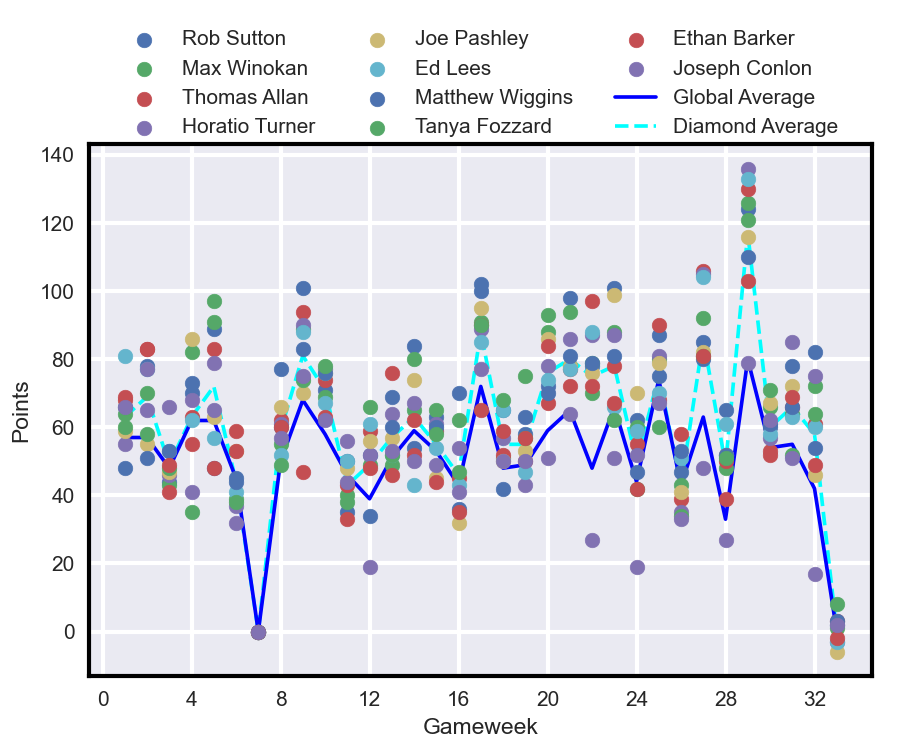 Rob Sutton Joe Pashley Ethan Barker
Max Winokan Ed Lees Joseph Conlon
Thomas Allan Matthew Wiggins Global Average
Horatio Turner Tanya Fozzard Diamond Average
140
120
100
80
60
40
20
0
Points
0 4 8 12 16 20 24 28 32
Gameweek